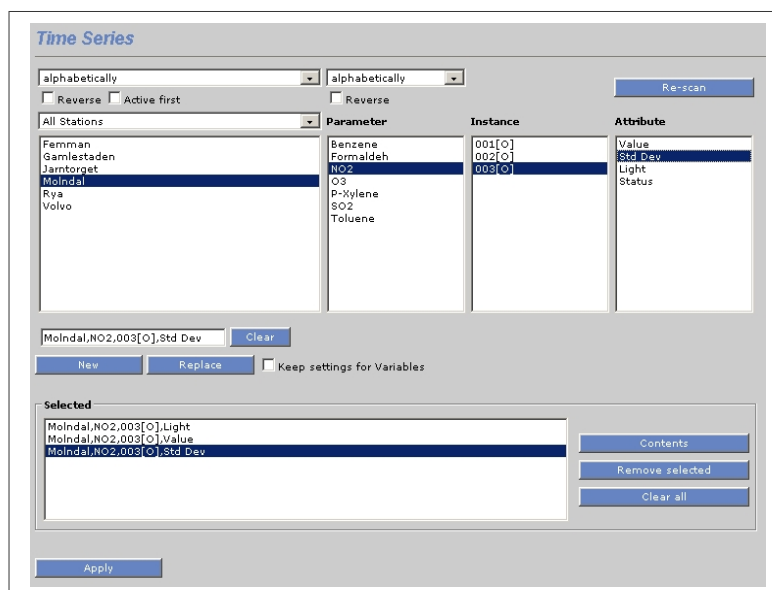 Time Series
alphabetically
alphabetically
Re-scan
Reverse
Active first
Reverse
All Stations
Parameter
Instance
Attribute
Femman
Gamlestaden
Jarntorget
Molndal
Rya
Volvo
Benzene
Formaldeh
NO2
O3
P-Xylene
SO2
Toluene
001[O]
002[O]
003[O]
Value
Std Dev
Light
Status
Molndal,NO2,003[O],Std Dev
Clear
New
Replace
Keep settings for Variables
Selected
Molndal,NO2,003[O],Light
Molndal,NO2,003[O],Value
Molndal,NO2,003[O],Std Dev
Contents
Remove selected
Clear all
Apply